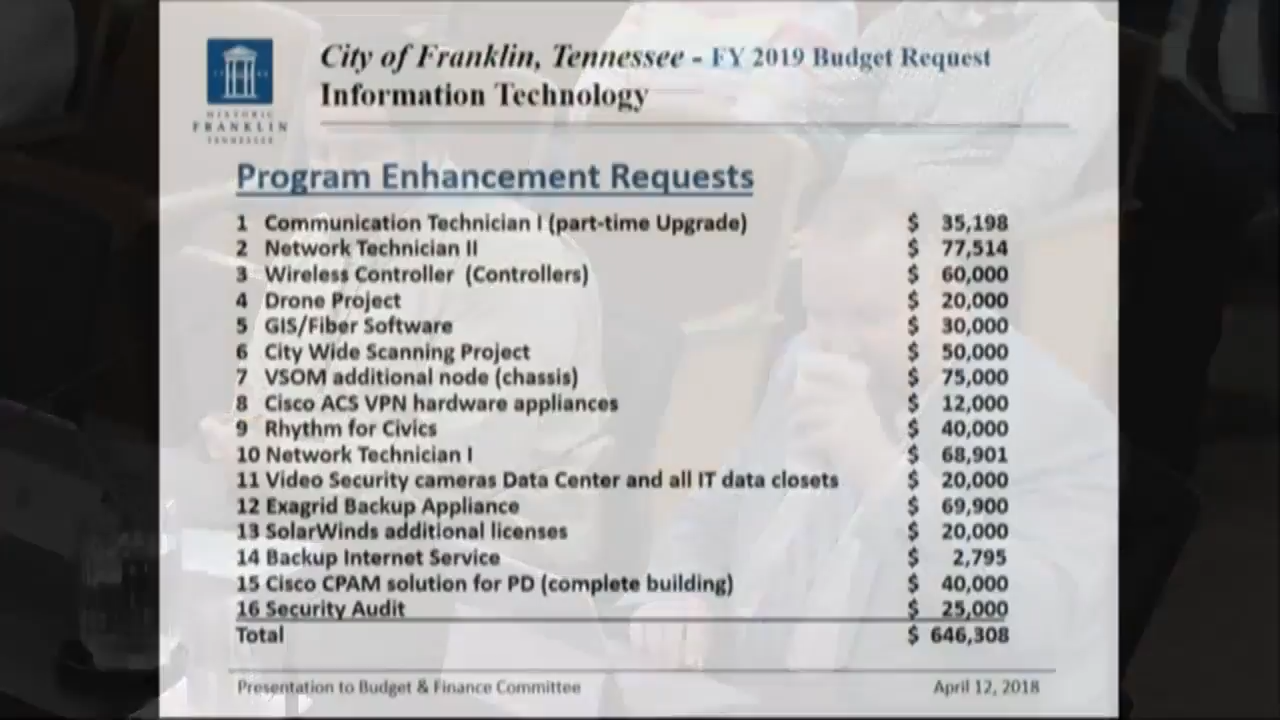 City of Franklin, Tennessee - FY 2019 Budget Request
Information Technology
HISTORIC
FRANKLIN
TENNESSEE
Program Enhancement Requests
1 Communication Technician I (part-time Upgrade) $ 35,198
2 Network Technician II $ 77,514
3 Wireless Controller (Controllers) $ 60,000
4 Drone Project $ 20,000
5 GIS/Fiber Software $ 30,000
6 City Wide Scanning Project $ 50,000
7 VSOM additional node (chassis) $ 75,000
8 Cisco ACS VPN hardware appliances $ 12,000
9 Rhythm for Civics $ 40,000
10 Network Technician I $ 68,901
11 Video Security cameras Data Center and all IT data closets $ 20,000
12 Exagrid Backup Appliance $ 69,900
13 SolarWinds additional licenses $ 20,000
14 Backup Internet Service $ 2,795
15 Cisco CPAM solution for PD (complete building) $ 40,000
16 Security Audit $ 25,000
Total $ 646,308
Presentation to Budget & Finance Committee April 12, 2018